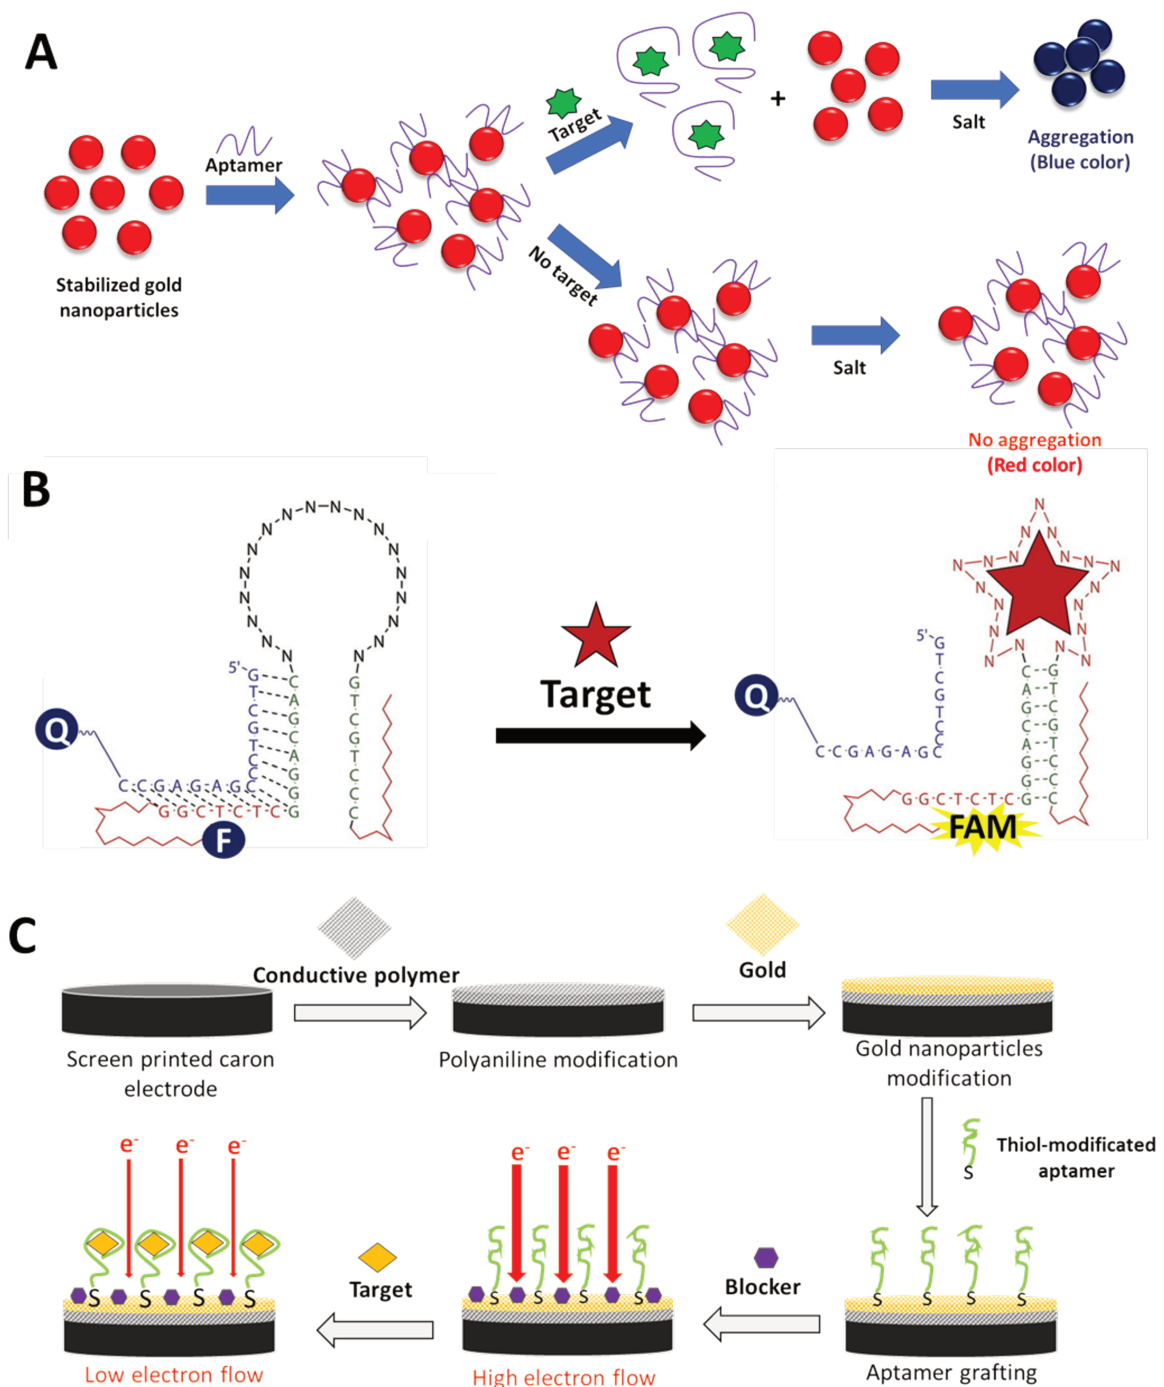 A
Aptamer
Stabilized gold
nanoparticles
Target
No target
+
Salt
Aggregation
(Blue color)
Salt
No aggregation
(Red color)
B
N N N N N N N N N N N N N N N N N
5' G T C G T C C
C A G C A G G G
G T C G T C C C
Q
C C G A G A G C
G G C T C T C
F
Target
N N N N N N N N N N N N N N N N N
5' G T C G T C C
C A G C A G G G
G T C G T C C C
Q
C C G A G A G C
G G C T C T C G
FAM
C
Conductive polymer
Gold
Screen printed caron
electrode
Polyaniline modification
Gold nanoparticles
modification
Thiol-modificated
aptamer
S
e⁻ e⁻ e⁻
e⁻ e⁻ e⁻
Target
Blocker
S S S S
S S S S
S S S S
Low electron flow
High electron flow
Aptamer grafting